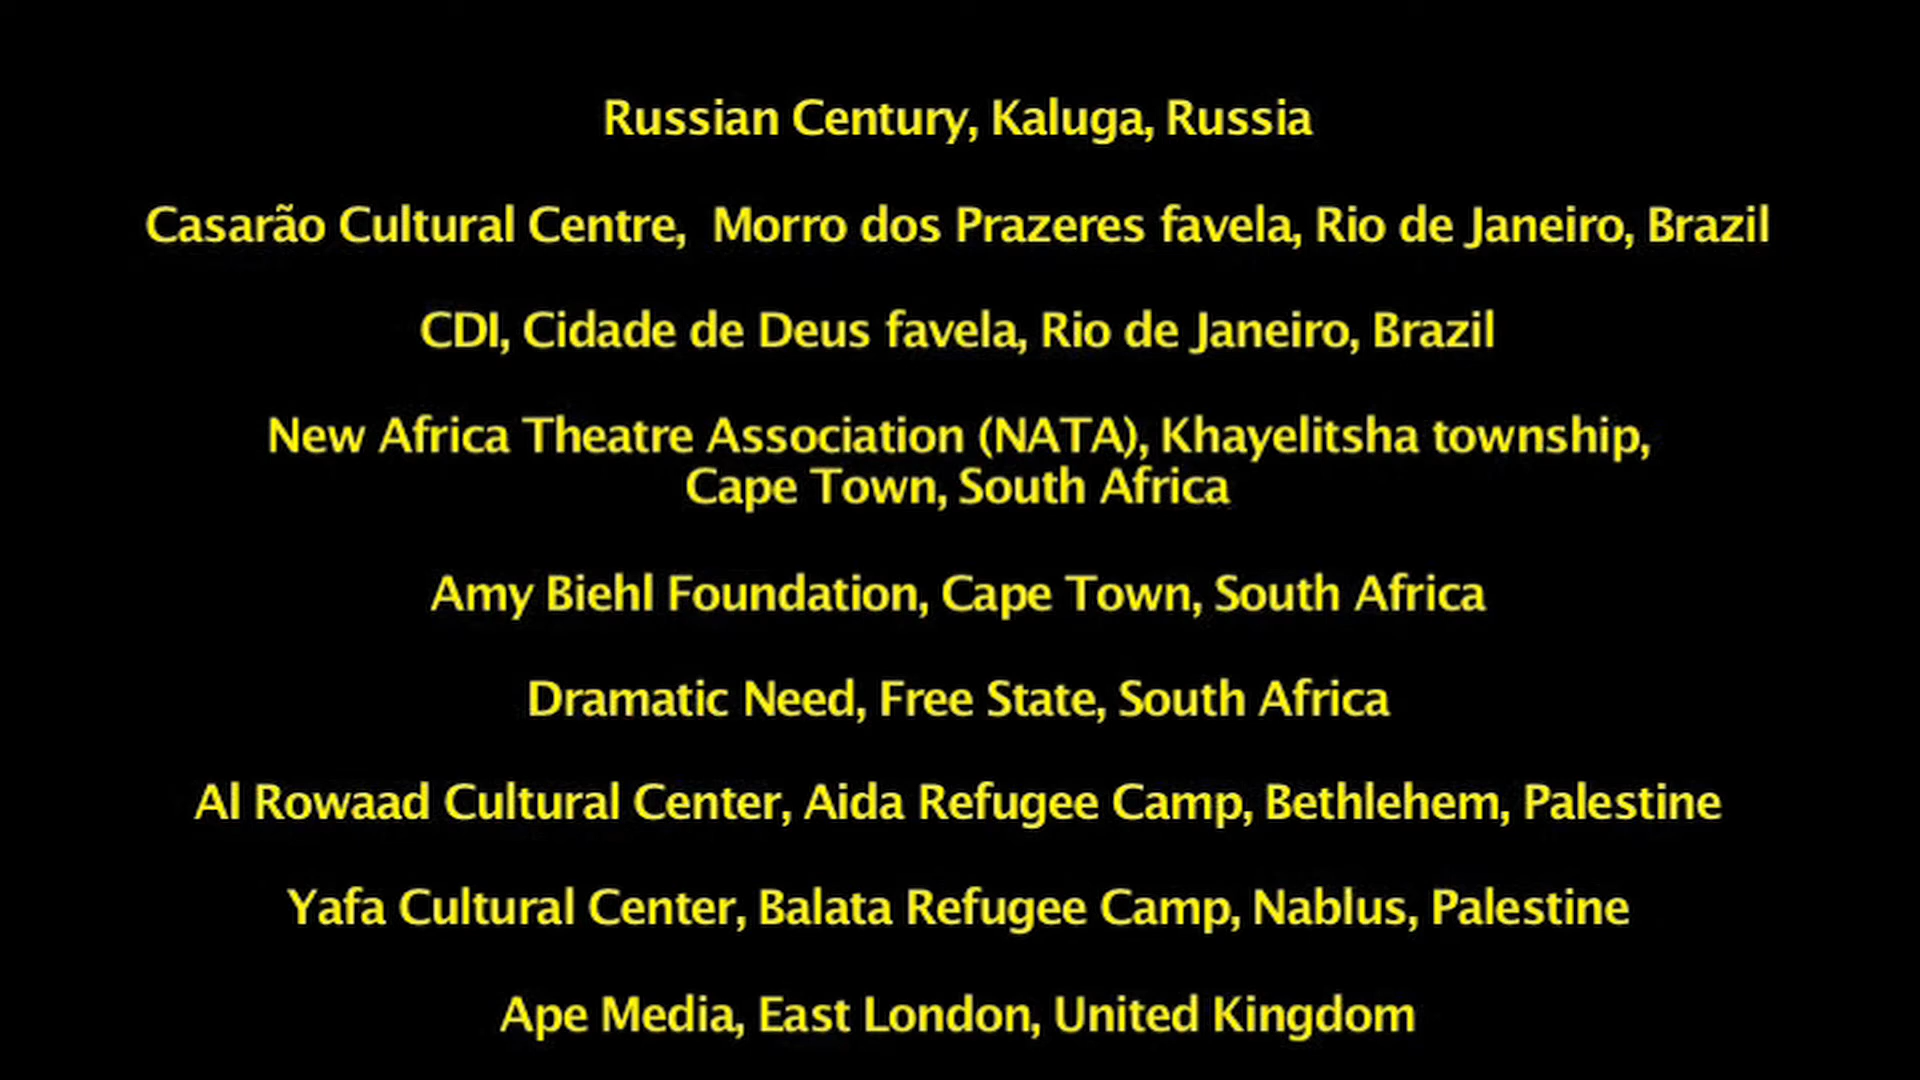 Russian Century, Kaluga, Russia
Casarão Cultural Centre, Morro dos Prazeres favela, Rio de Janeiro, Brazil
CDI, Cidade de Deus favela, Rio de Janeiro, Brazil
New Africa Theatre Association (NATA), Khayelitsha township,
Cape Town, South Africa
Amy Biehl Foundation, Cape Town, South Africa
Dramatic Need, Free State, South Africa
Al Rowaad Cultural Center, Aida Refugee Camp, Bethlehem, Palestine
Yafa Cultural Center, Balata Refugee Camp, Nablus, Palestine
Ape Media, East London, United Kingdom